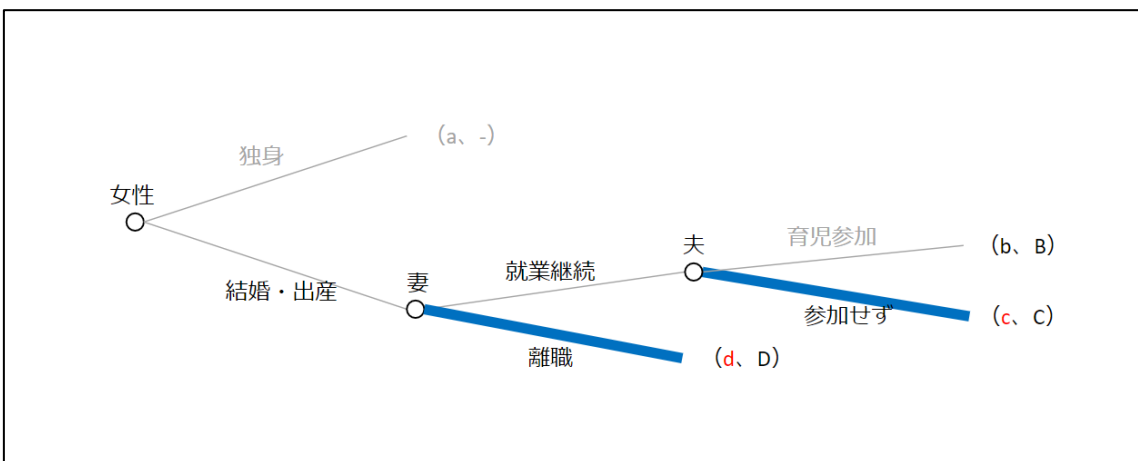 独身
（a、-）
女性
結婚・出産
妻
就業継続
夫
育児参加
（b、B）
参加せず
（c、C）
離職
（d、D）